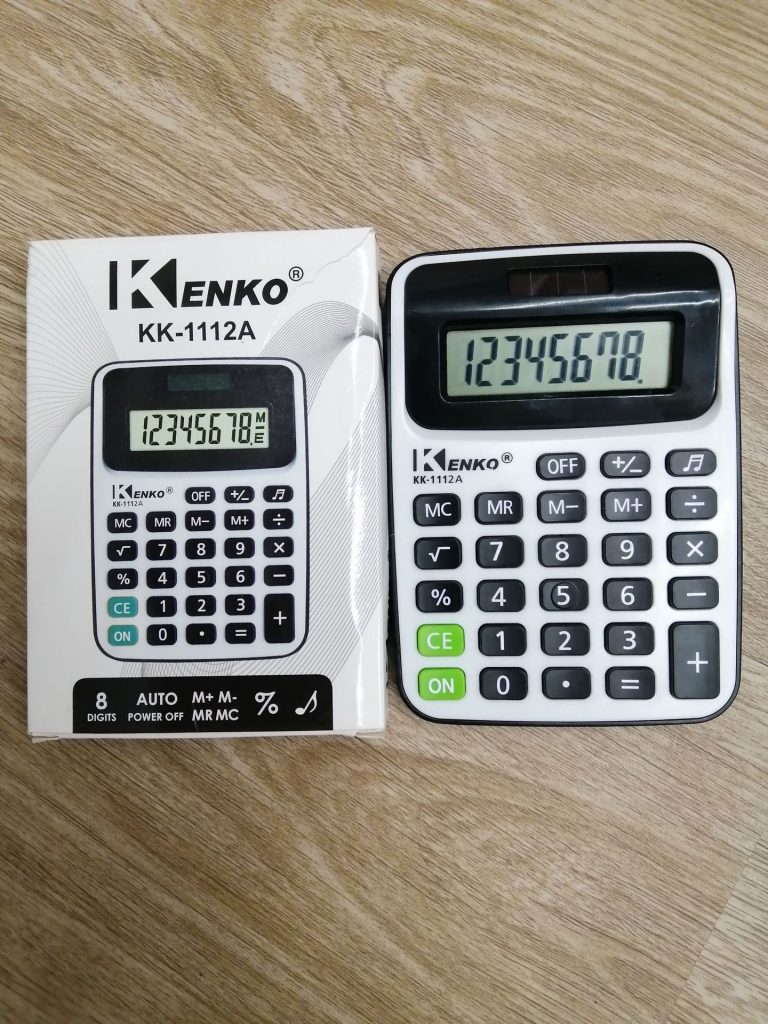 KENKO®
KK-1112A
12345678. M
E
KENKO®
KK-1112A
OFF +/− ♫
MC MR M− M+ ÷
√ 7 8 9 ×
% 4 5 6 −
CE 1 2 3 +
ON 0 • =
8 DIGITS
AUTO POWER OFF
M+ M-
MR MC
% ♪
12345678.
KENKO®
KK-1112A
OFF +/− ♫
MC MR M− M+ ÷
√ 7 8 9 ×
% 4 5 6 −
CE 1 2 3 +
ON 0 • =